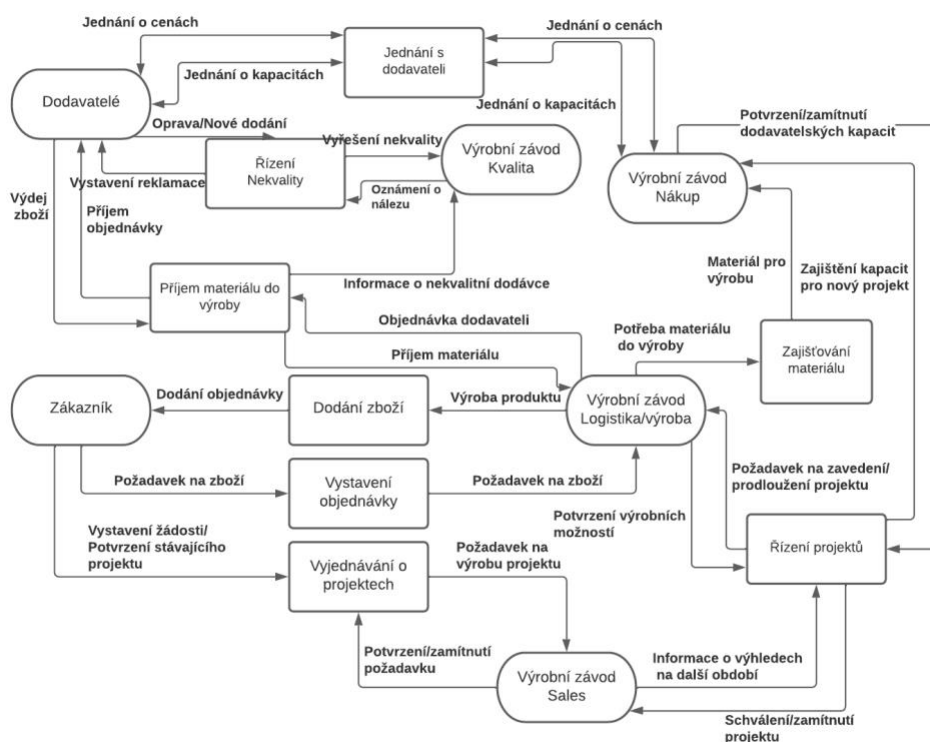 Jednání o cenách
Jednání o cenách
Jednání s
dodavateli
Jednání o kapacitách
Dodavatelé
Jednání o kapacitách
Potvrzení/zamítnutí
dodavatelských kapacit
Oprava/Nové dodání
Vyřešení nekvality
Výrobní závod
Kvalita
Řízení
Nekvality
Vystavení reklamace
Oznámení o
nálezu
Výrobní závod
Nákup
Výdej
zboží
Příjem
objednávky
Materiál pro
výrobu
Zajištění kapacit
pro nový projekt
Příjem materiálu do
výroby
Informace o nekvalitní dodávce
Objednávka dodavateli
Potřeba materiálu
do výroby
Zajišťování
materiálu
Příjem materiálu
Zákazník
Dodání objednávky
Dodání zboží
Výroba produktu
Výrobní závod
Logistika/výroba
Požadavek na zboží
Vystavení
objednávky
Požadavek na zboží
Požadavek na zavedení/
prodloužení projektu
Potvrzení výrobních
možností
Vystavení žádosti/
Potvrzení stávajícího
projektu
Vyjednávání o
projektech
Požadavek na
výrobu projektu
Řízení projektů
Potvrzení/zamítnutí
požadavku
Výrobní závod
Sales
Informace o výhledech
na další období
Schválení/zamítnutí
projektu